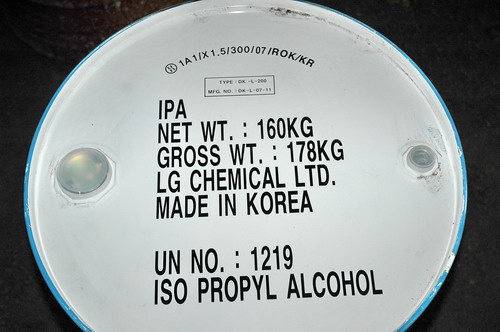 1A1/X1.5/300/07/ROK/KR
TYPE : DK-L-200
MFG. NO. : DK-L-07-11
IPA
NET WT. : 160KG
GROSS WT. : 178KG
LG CHEMICAL LTD.
MADE IN KOREA
UN NO. : 1219
ISO PROPYL ALCOHOL